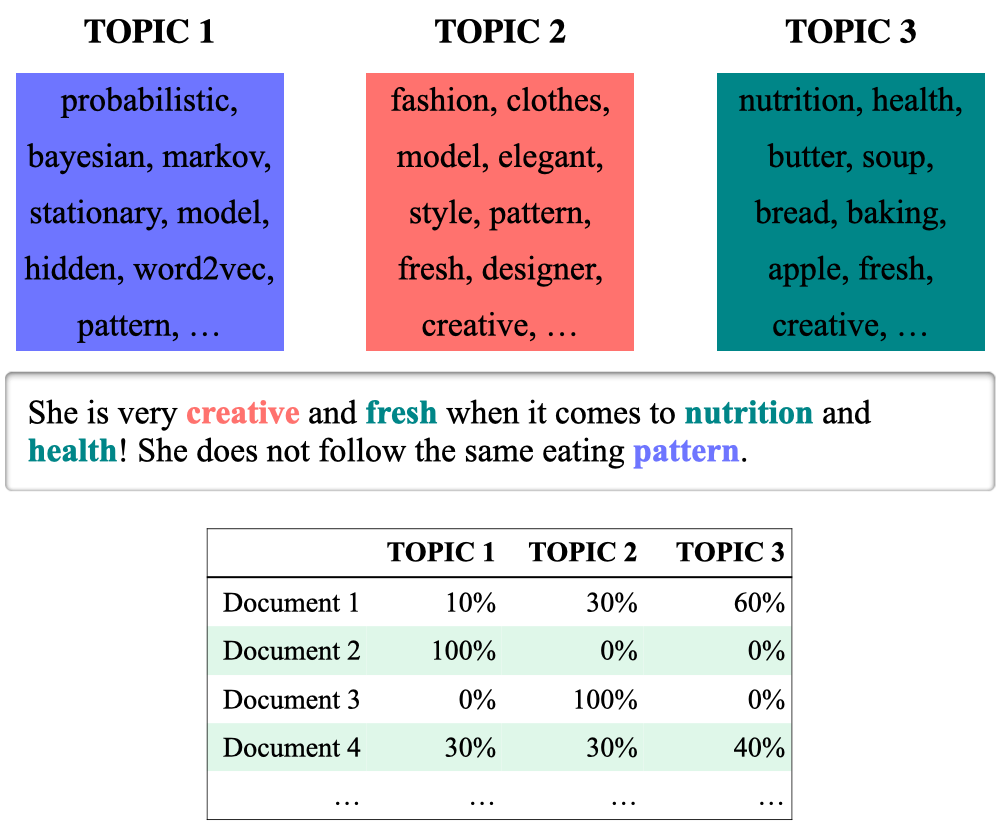 TOPIC 1 TOPIC 2 TOPIC 3
probabilistic,
bayesian, markov,
stationary, model,
hidden, word2vec,
pattern, …
fashion, clothes,
model, elegant,
style, pattern,
fresh, designer,
creative, …
nutrition, health,
butter, soup,
bread, baking,
apple, fresh,
creative, …
She is very creative and fresh when it comes to nutrition and
health! She does not follow the same eating pattern.
TOPIC 1 TOPIC 2 TOPIC 3
Document 1 10% 30% 60%
Document 2 100% 0% 0%
Document 3 0% 100% 0%
Document 4 30% 30% 40%
… … … …